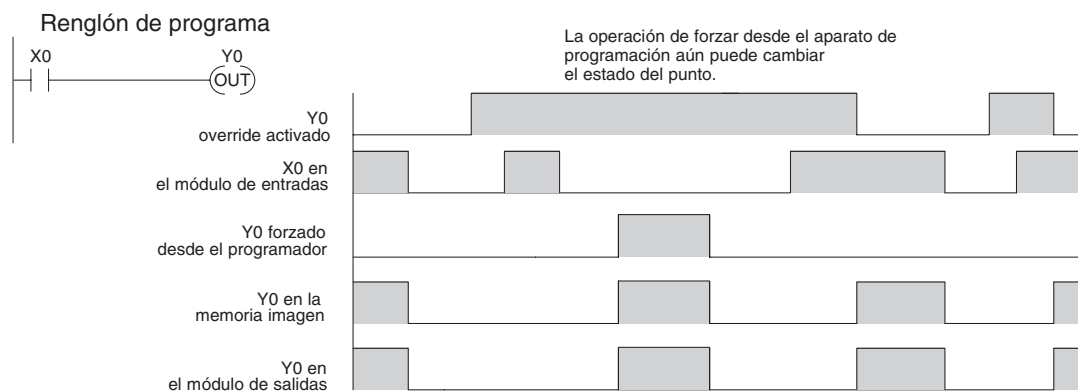 Renglón de programa
X0
Y0
OUT
La operación de forzar desde el aparato de
programación aún puede cambiar
el estado del punto.
Y0
override activado
X0 en
el módulo de entradas
Y0 forzado
desde el programador
Y0 en la
memoria imagen
Y0 en
el módulo de salidas